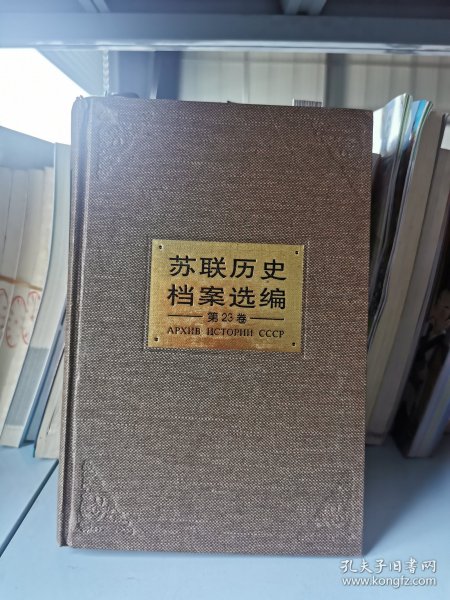 苏联历史
档案选编
第23卷
АРХИВ ИСТОРИИ СССР
孔夫子旧书网
www.kongfz.com